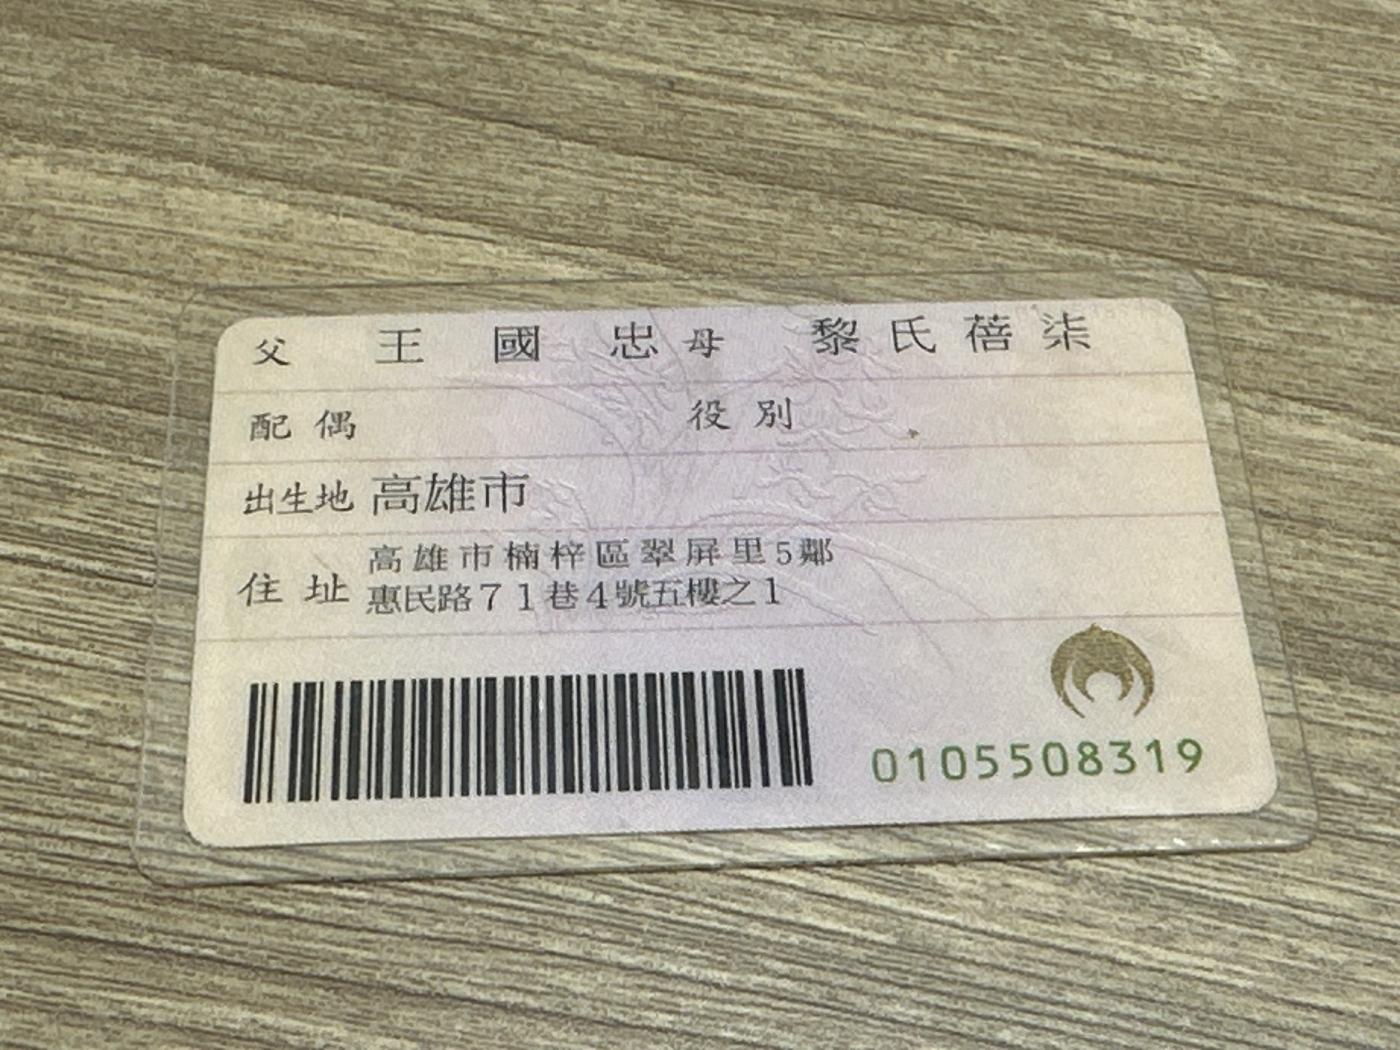 父 王國忠 母 黎氏蓓柒
配偶 役別
出生地 高雄市
住址 高雄市楠梓區翠屏里5鄰
惠民路71巷4號五樓之1
0105508319